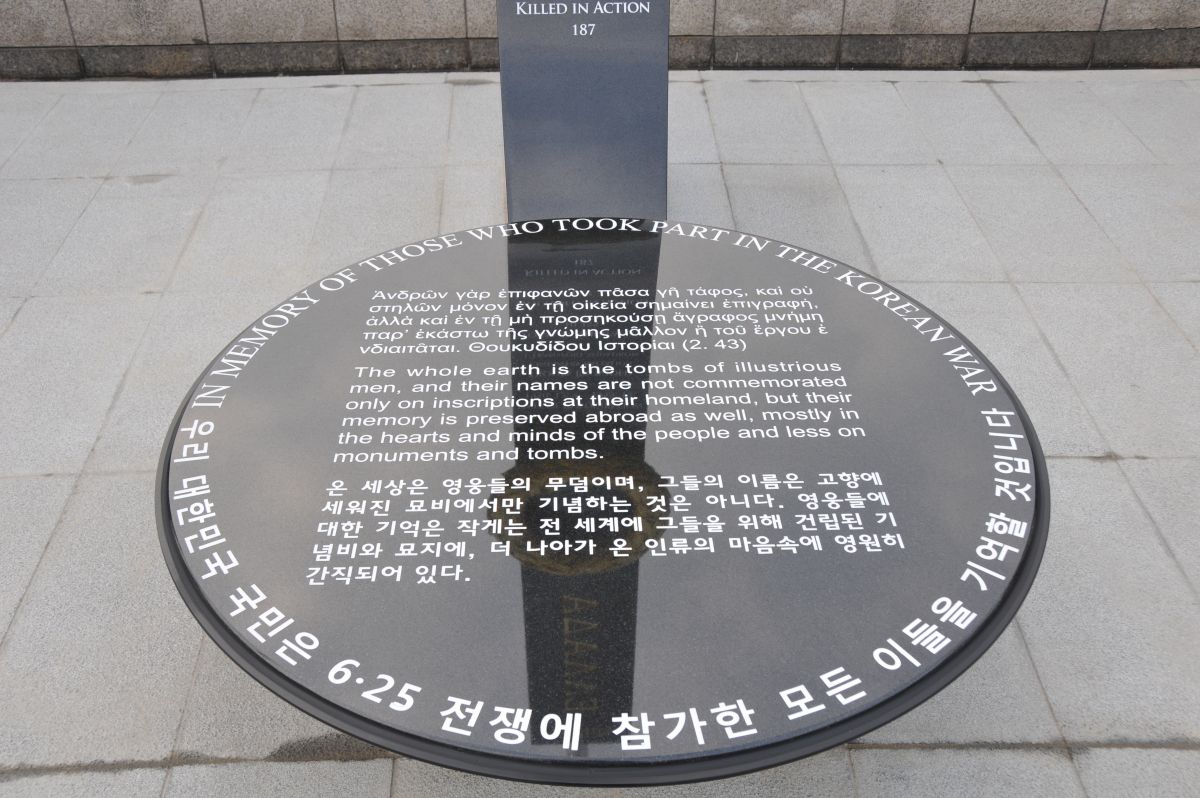 KILLED IN ACTION
187
IN MEMORY OF THOSE WHO TOOK PART IN THE KOREAN WAR
Ἀνδρῶν γὰρ ἐπιφανῶν πᾶσα γῆ τάφος, καὶ οὐ
στηλῶν μόνον ἐν τῇ οἰκείᾳ σημαίνει ἐπιγραφή,
ἀλλὰ καὶ ἐν τῇ μὴ προσηκούσῃ ἄγραφος μνήμη
παρ' ἑκάστω τῆς γνώμης μᾶλλον ἢ τοῦ ἔργου ἐ
νδιαιτᾶται. Θουκυδίδου Ιστορίαι (2. 43)
The whole earth is the tombs of illustrious
men, and their names are not commemorated
only on inscriptions at their homeland, but their
memory is preserved abroad as well, mostly in
the hearts and minds of the people and less on
monuments and tombs.
온 세상은 영웅들의 무덤이며, 그들의 이름은 고향에
세워진 묘비에서만 기념하는 것은 아니다. 영웅들에
대한 기억은 작게는 전 세계에 그들을 위해 건립된 기
념비와 묘지에, 더 나아가 온 인류의 마음속에 영원히
간직되어 있다.
우리 대한민국 국민은 6·25 전쟁에 참가한 모든 이들을 기억할 것입니다